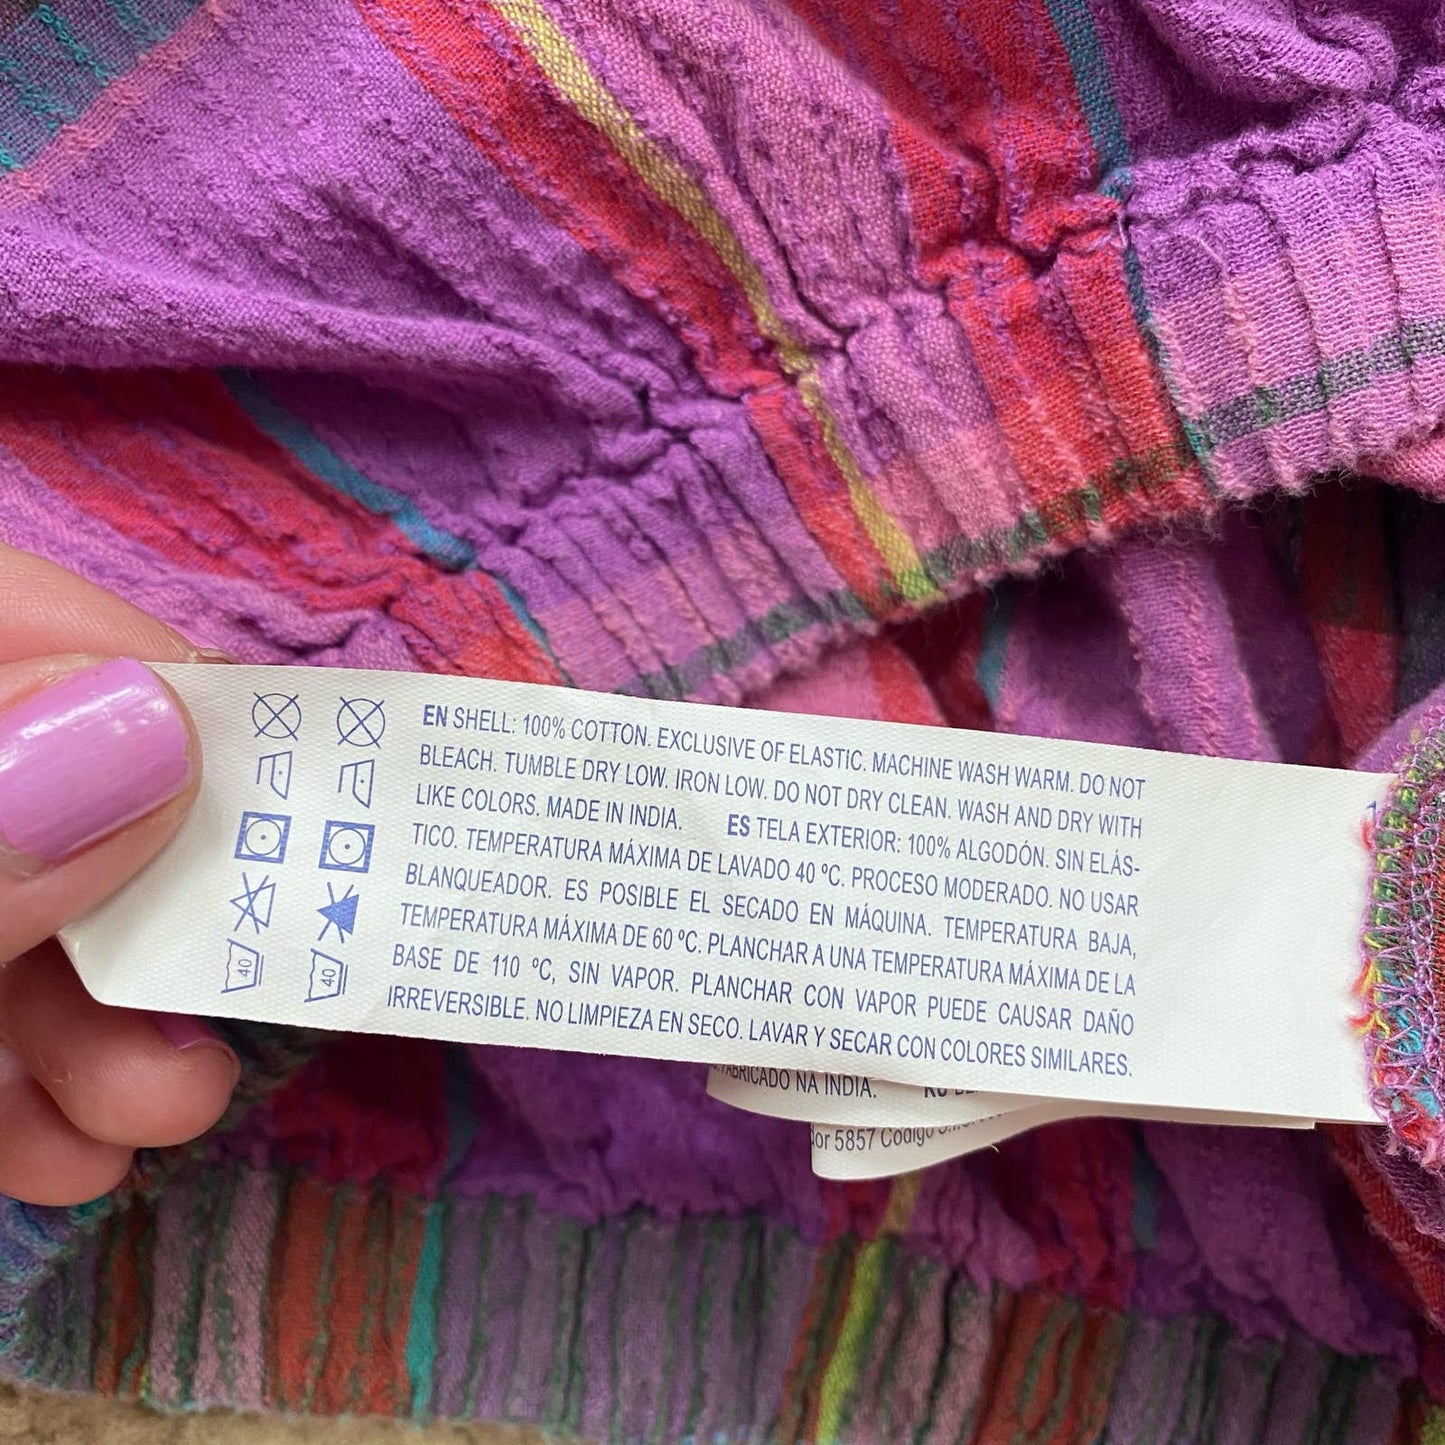 EN SHELL: 100% COTTON. EXCLUSIVE OF ELASTIC. MACHINE WASH WARM. DO NOT
BLEACH. TUMBLE DRY LOW. IRON LOW. DO NOT DRY CLEAN. WASH AND DRY WITH
LIKE COLORS. MADE IN INDIA. ES TELA EXTERIOR: 100% ALGODÓN. SIN ELÁS-
TICO. TEMPERATURA MÁXIMA DE LAVADO 40 ºC. PROCESO MODERADO. NO USAR
BLANQUEADOR. ES POSIBLE EL SECADO EN MÁQUINA. TEMPERATURA BAJA,
TEMPERATURA MÁXIMA DE 60 ºC. PLANCHAR A UNA TEMPERATURA MÁXIMA DE LA
BASE DE 110 ºC, SIN VAPOR. PLANCHAR CON VAPOR PUEDE CAUSAR DAÑO
IRREVERSIBLE. NO LIMPIEZA EN SECO. LAVAR Y SECAR CON COLORES SIMILARES.
40 40
FABRICADO NA INDIA.
5857 Codigo